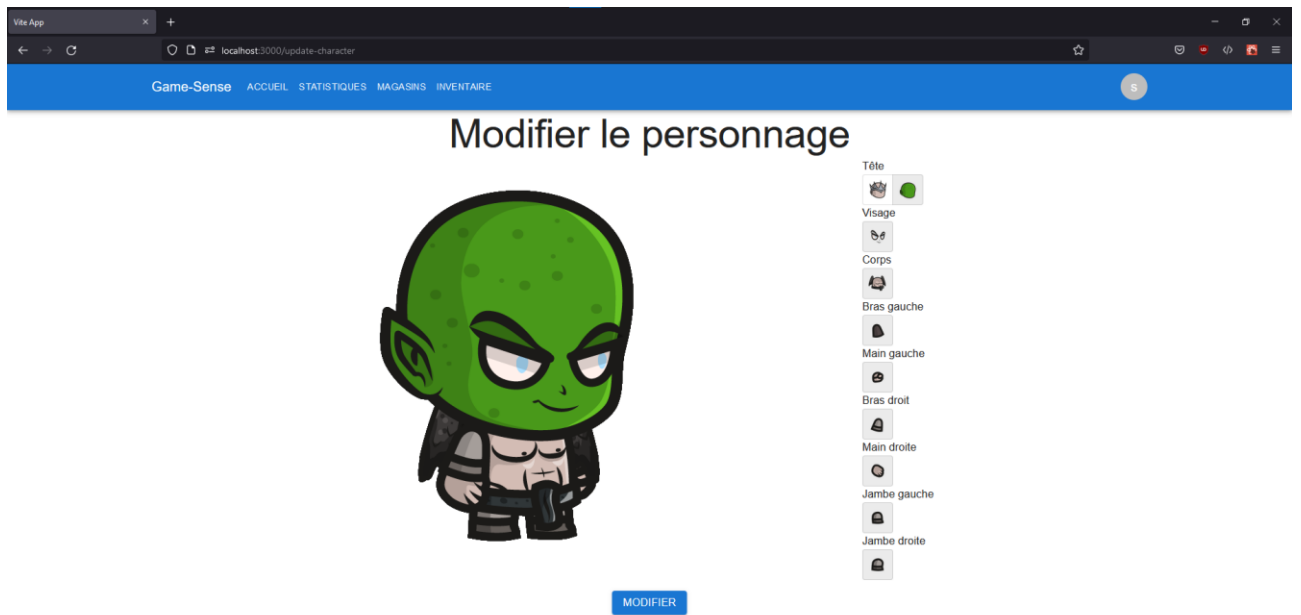 Vite App
localhost:3000/update-character
Game-Sense ACCUEIL STATISTIQUES MAGASINS INVENTAIRE S
Modifier le personnage
Tête
Visage
Corps
Bras gauche
Main gauche
Bras droit
Main droite
Jambe gauche
Jambe droite
MODIFIER